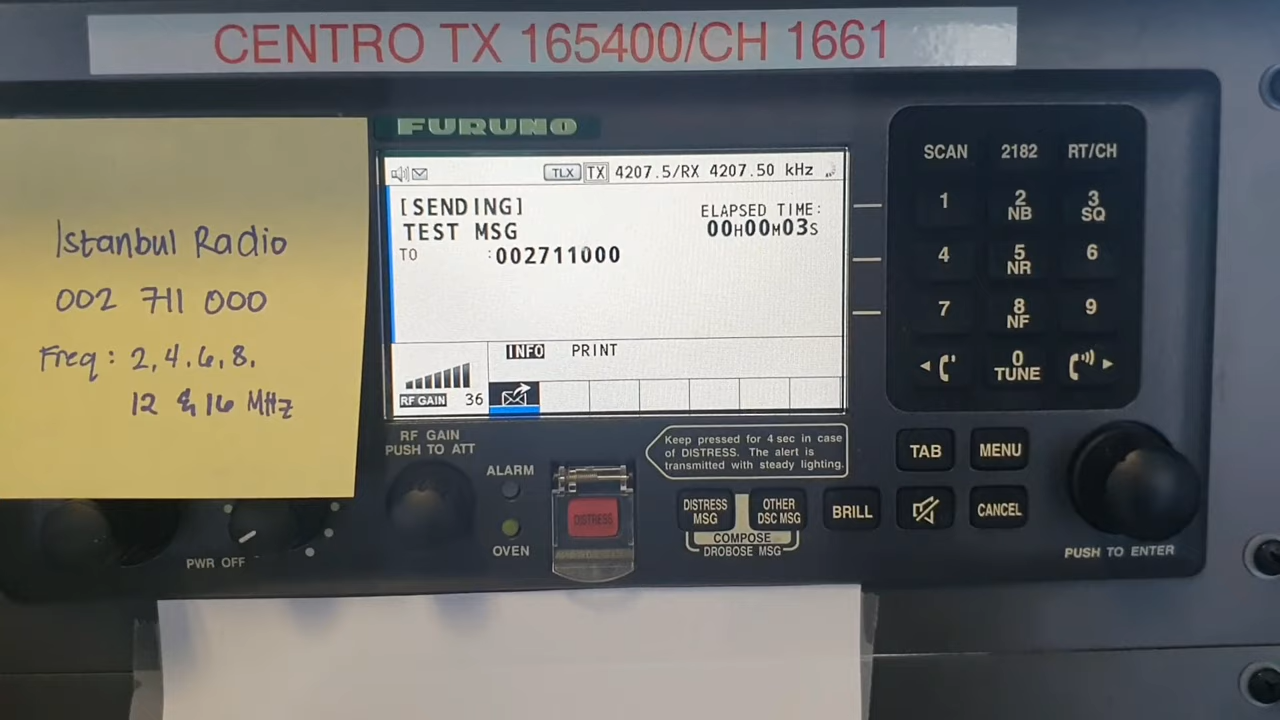 CENTRO TX 165400/CH 1661
Istanbul Radio
002 711 000
Freq: 2, 4, 6, 8,
12 & 16 MHz
FURUNO
TLX TX 4207.5/RX 4207.50 kHz
[SENDING]
TEST MSG
ELAPSED TIME:
00H00M03S
TO :002711000
INFO PRINT
RF GAIN 36
SCAN 2182 RT/CH
1 2 3
NB SQ
4 5 6
NR
7 8 9
NF
0
TUNE
RF GAIN
PUSH TO ATT
ALARM
OVEN
DISTRESS
Keep pressed for 4 sec in case
of DISTRESS. The alert is
transmitted with steady lighting.
DISTRESS
MSG
OTHER
DSC MSG
COMPOSE
DROBOSE MSG
TAB MENU
BRILL CANCEL
PUSH TO ENTER
PWR OFF